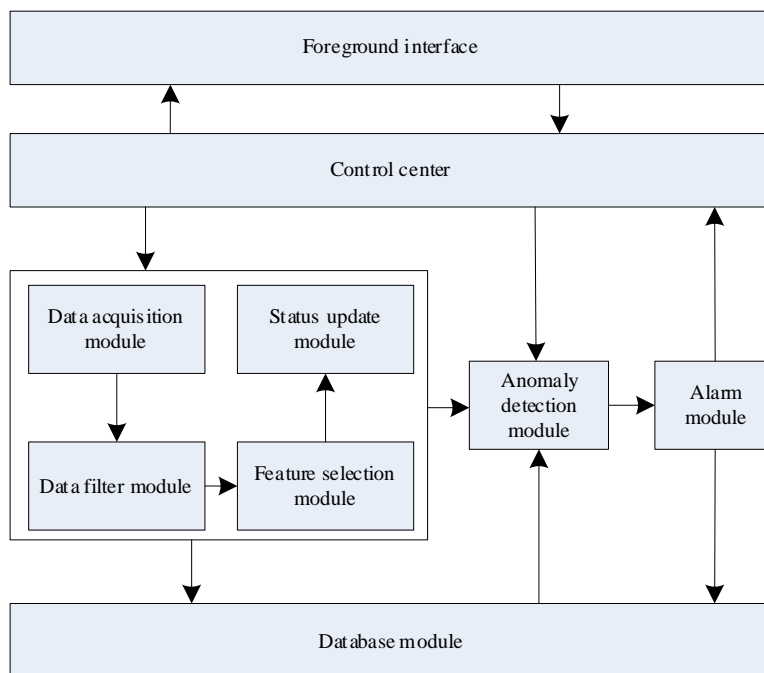 Foreground interface
Control center
Data acquisition
module
Status update
module
Anomaly
detection
module
Alarm
module
Data filter module
Feature selection
module
Database module